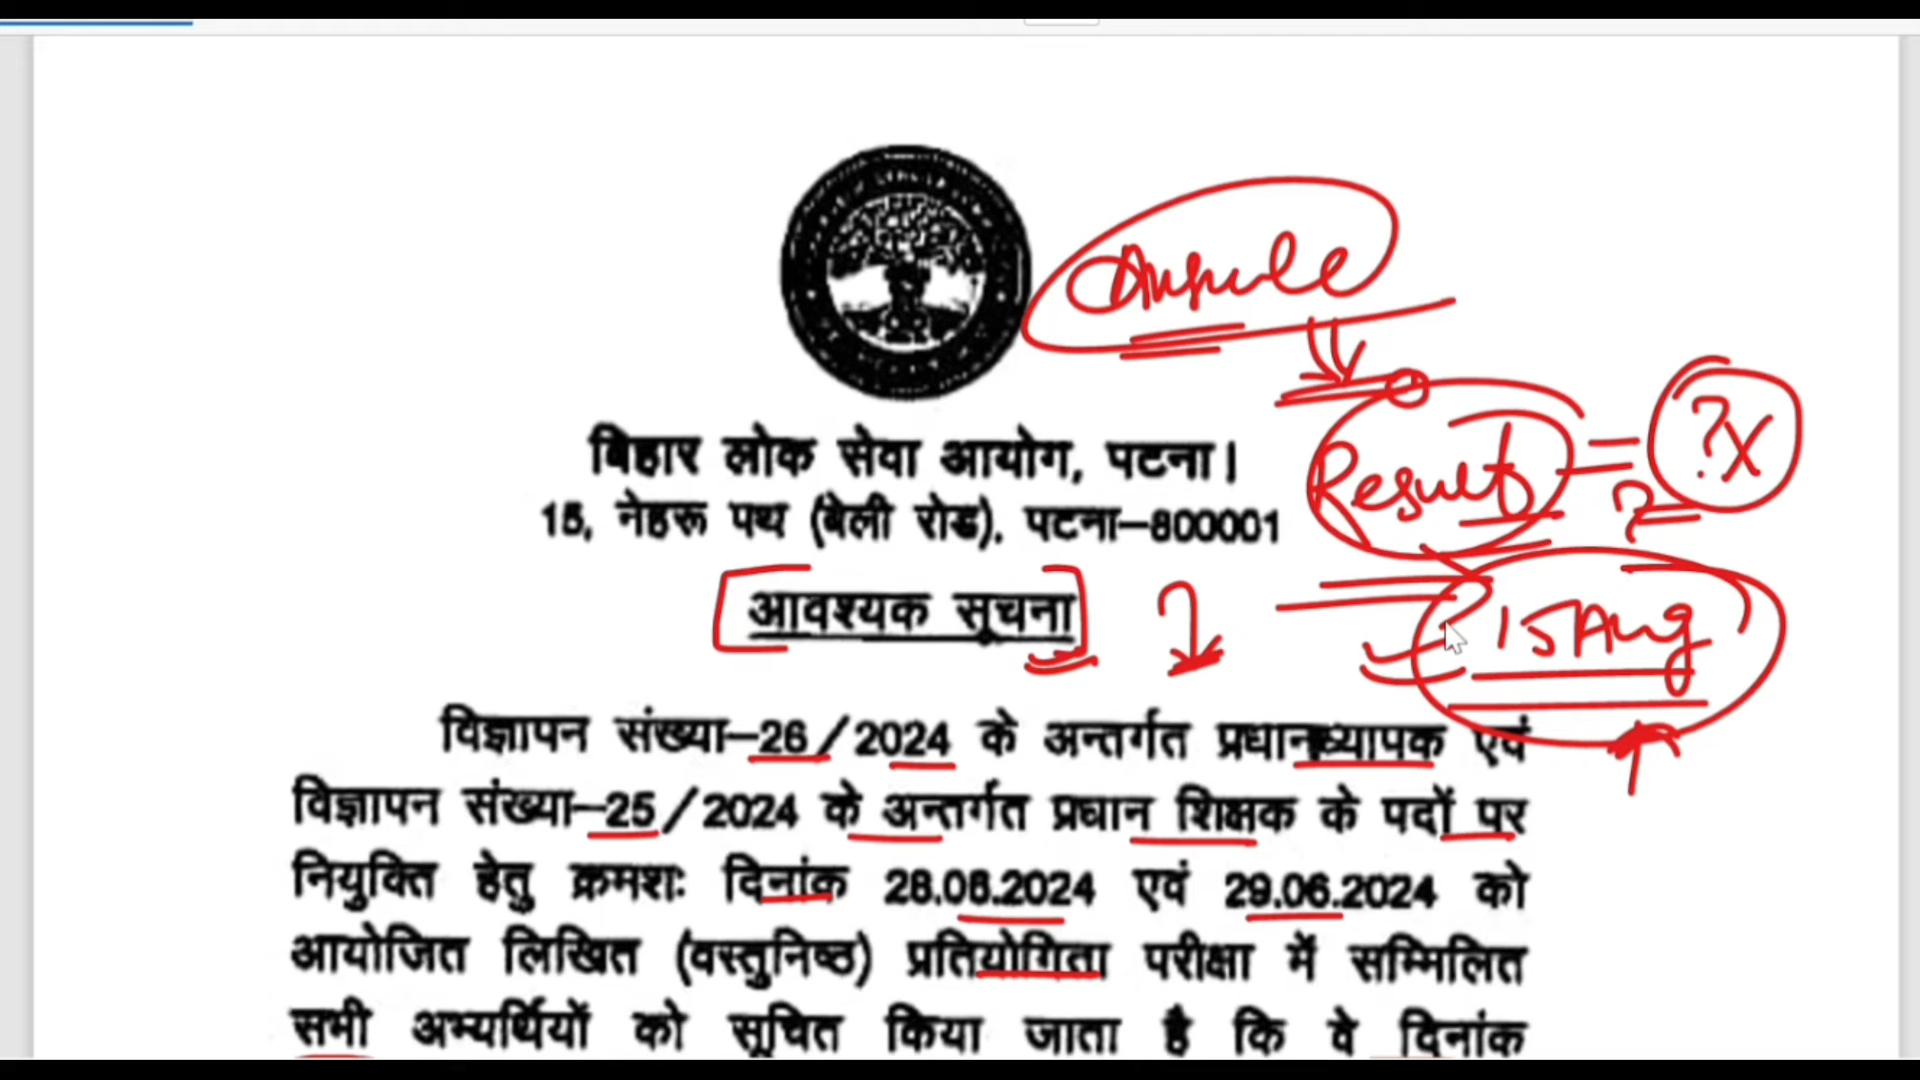 बिहार लोक सेवा आयोग, पटना।
15, नेहरू पथ (बेली रोड), पटना–800001
आवश्यक सूचना
विज्ञापन संख्या–26/2024 के अन्तर्गत प्रधानाध्यापक एवं
विज्ञापन संख्या–25/2024 के अन्तर्गत प्रधान शिक्षक के पदों पर
नियुक्ति हेतु क्रमशः दिनांक 28.06.2024 एवं 29.06.2024 को
आयोजित लिखित (वस्तुनिष्ठ) प्रतियोगिता परीक्षा में सम्मिलित
सभी अभ्यर्थियों को सूचित किया जाता है कि वे दिनांक
Result = ?X
?
15 Aug